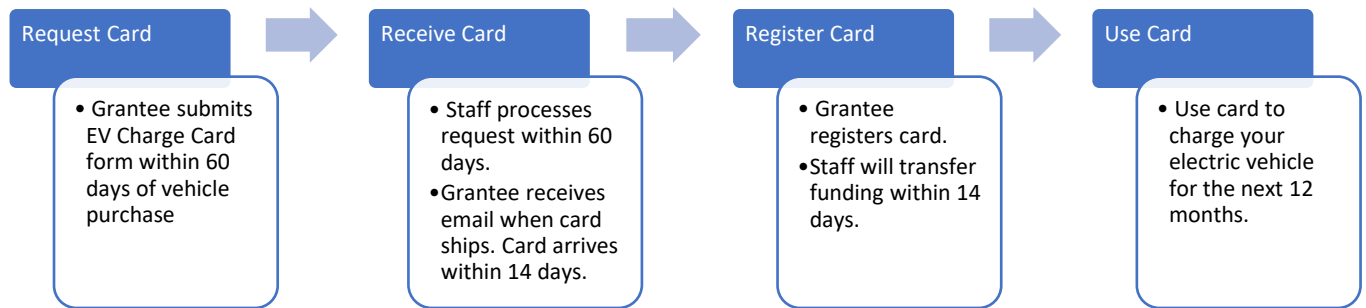 Request Card
• Grantee submits
EV Charge Card
form within 60
days of vehicle
purchase
Receive Card
• Staff processes
request within 60
days.
•Grantee receives
email when card
ships. Card arrives
within 14 days.
Register Card
• Grantee
registers card.
•Staff will transfer
funding within 14
days.
Use Card
• Use card to
charge your
electric vehicle
for the next 12
months.